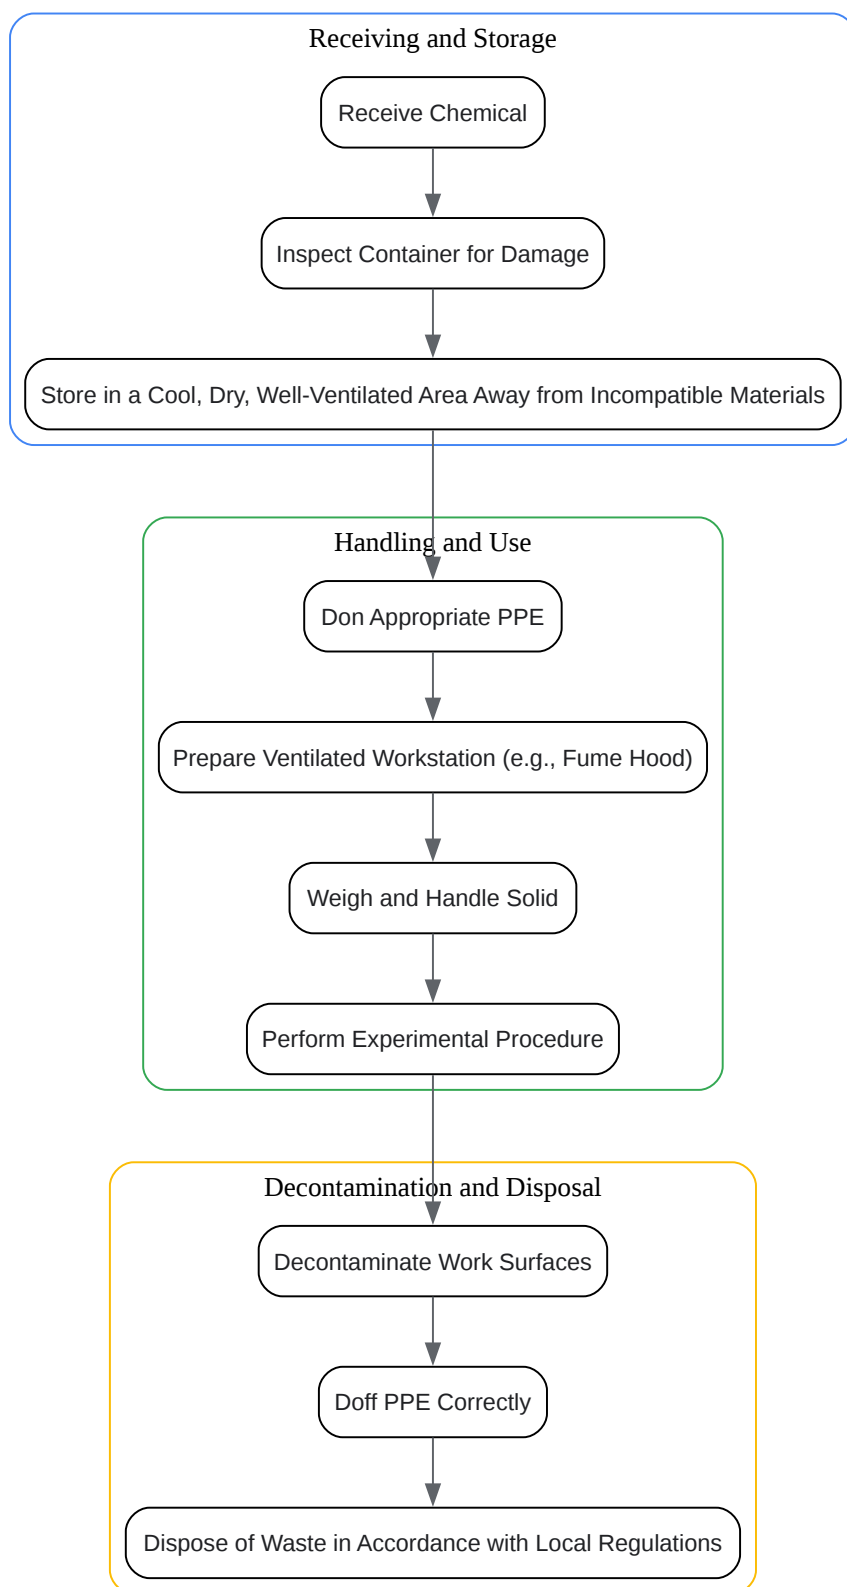 Receiving and Storage
Receive Chemical
Inspect Container for Damage
Store in a Cool, Dry, Well-Ventilated Area Away from Incompatible Materials
Handling and Use
Don Appropriate PPE
Prepare Ventilated Workstation (e.g., Fume Hood)
Weigh and Handle Solid
Perform Experimental Procedure
Decontamination and Disposal
Decontaminate Work Surfaces
Doff PPE Correctly
Dispose of Waste in Accordance with Local Regulations